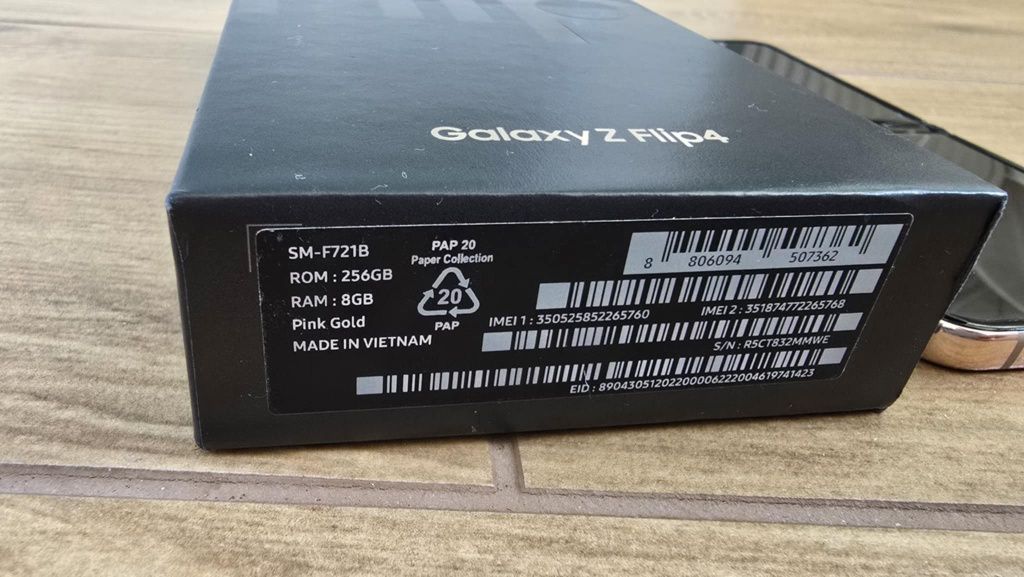 Galaxy Z Flip4
SM-F721B
ROM : 256GB
RAM : 8GB
Pink Gold
MADE IN VIETNAM
PAP 20
Paper Collection
20
PAP
8 806094 507362
IMEI 1 : 350525852265760
IMEI 2 : 351874772265768
S/N : R5CT832MMWE
EID : 89043051202200006222004619741423